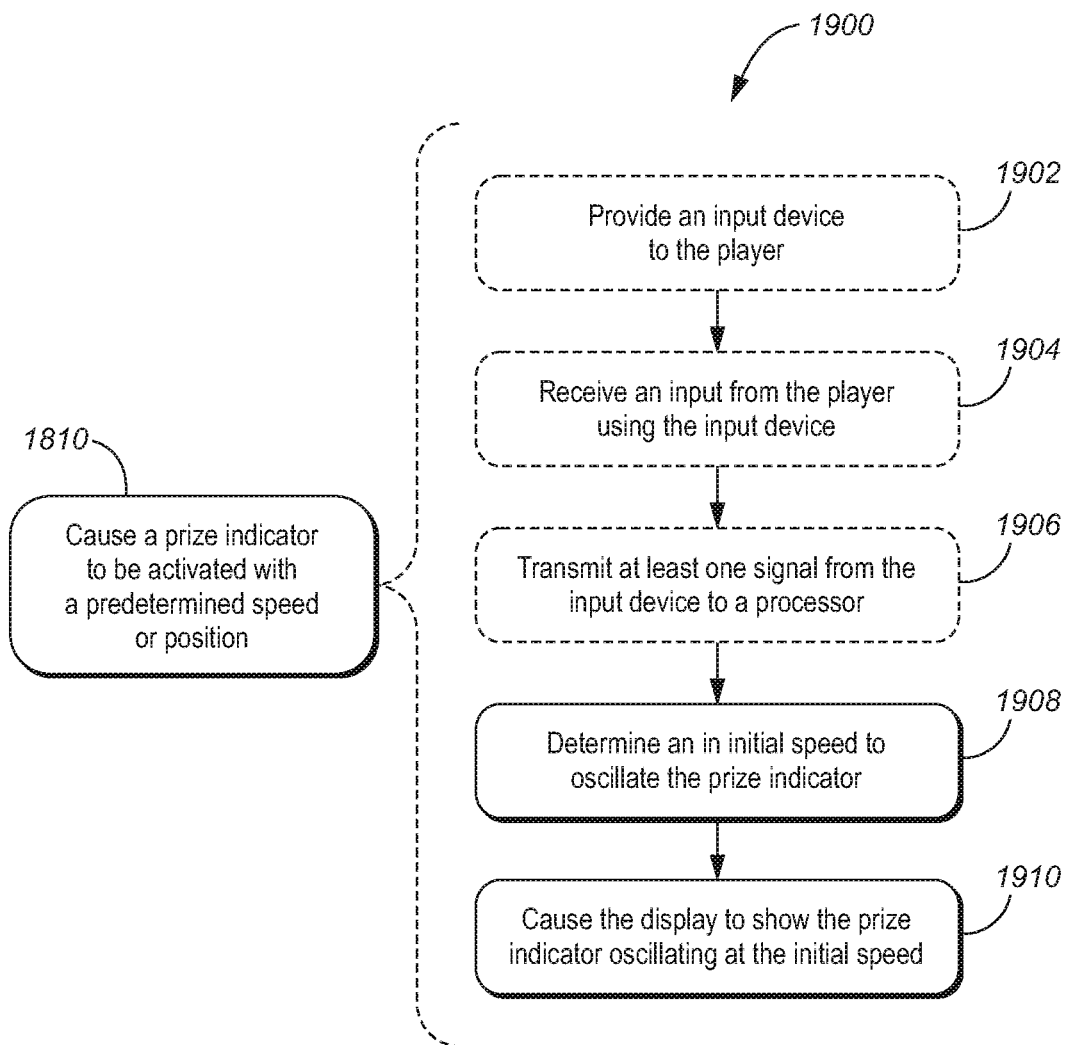 1900
1902
Provide an input device
to the player
1904
Receive an input from the player
using the input device
1810
Cause a prize indicator
to be activated with
a predetermined speed
or position
1906
Transmit at least one signal from the
input device to a processor
1908
Determine an in initial speed to
oscillate the prize indicator
1910
Cause the display to show the prize
indicator oscillating at the initial speed